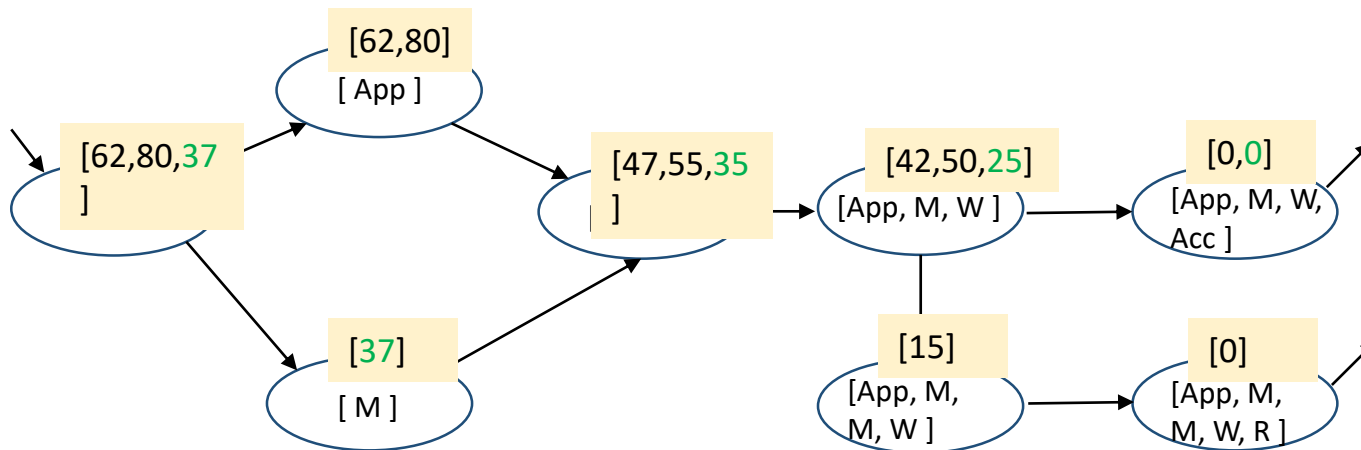 [62,80]
[ App ]
[62,80,37
]
[47,55,35
]
[42,50,25]
[App, M, W ]
[0,0]
[App, M, W,
Acc ]
[37]
[ M ]
[15]
[App, M,
M, W ]
[0]
[App, M,
M, W, R ]